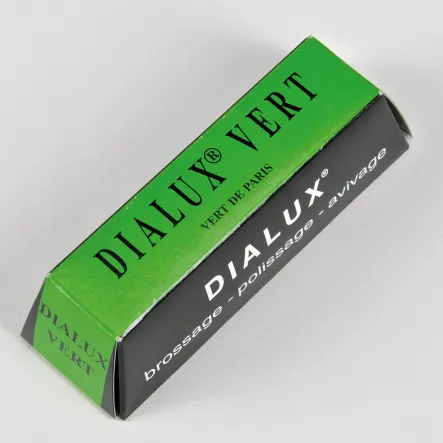 DIALUX® VERT
VERT DE PARIS
DIALUX®
brossage - polissage - avivage
DIALUX
VERT